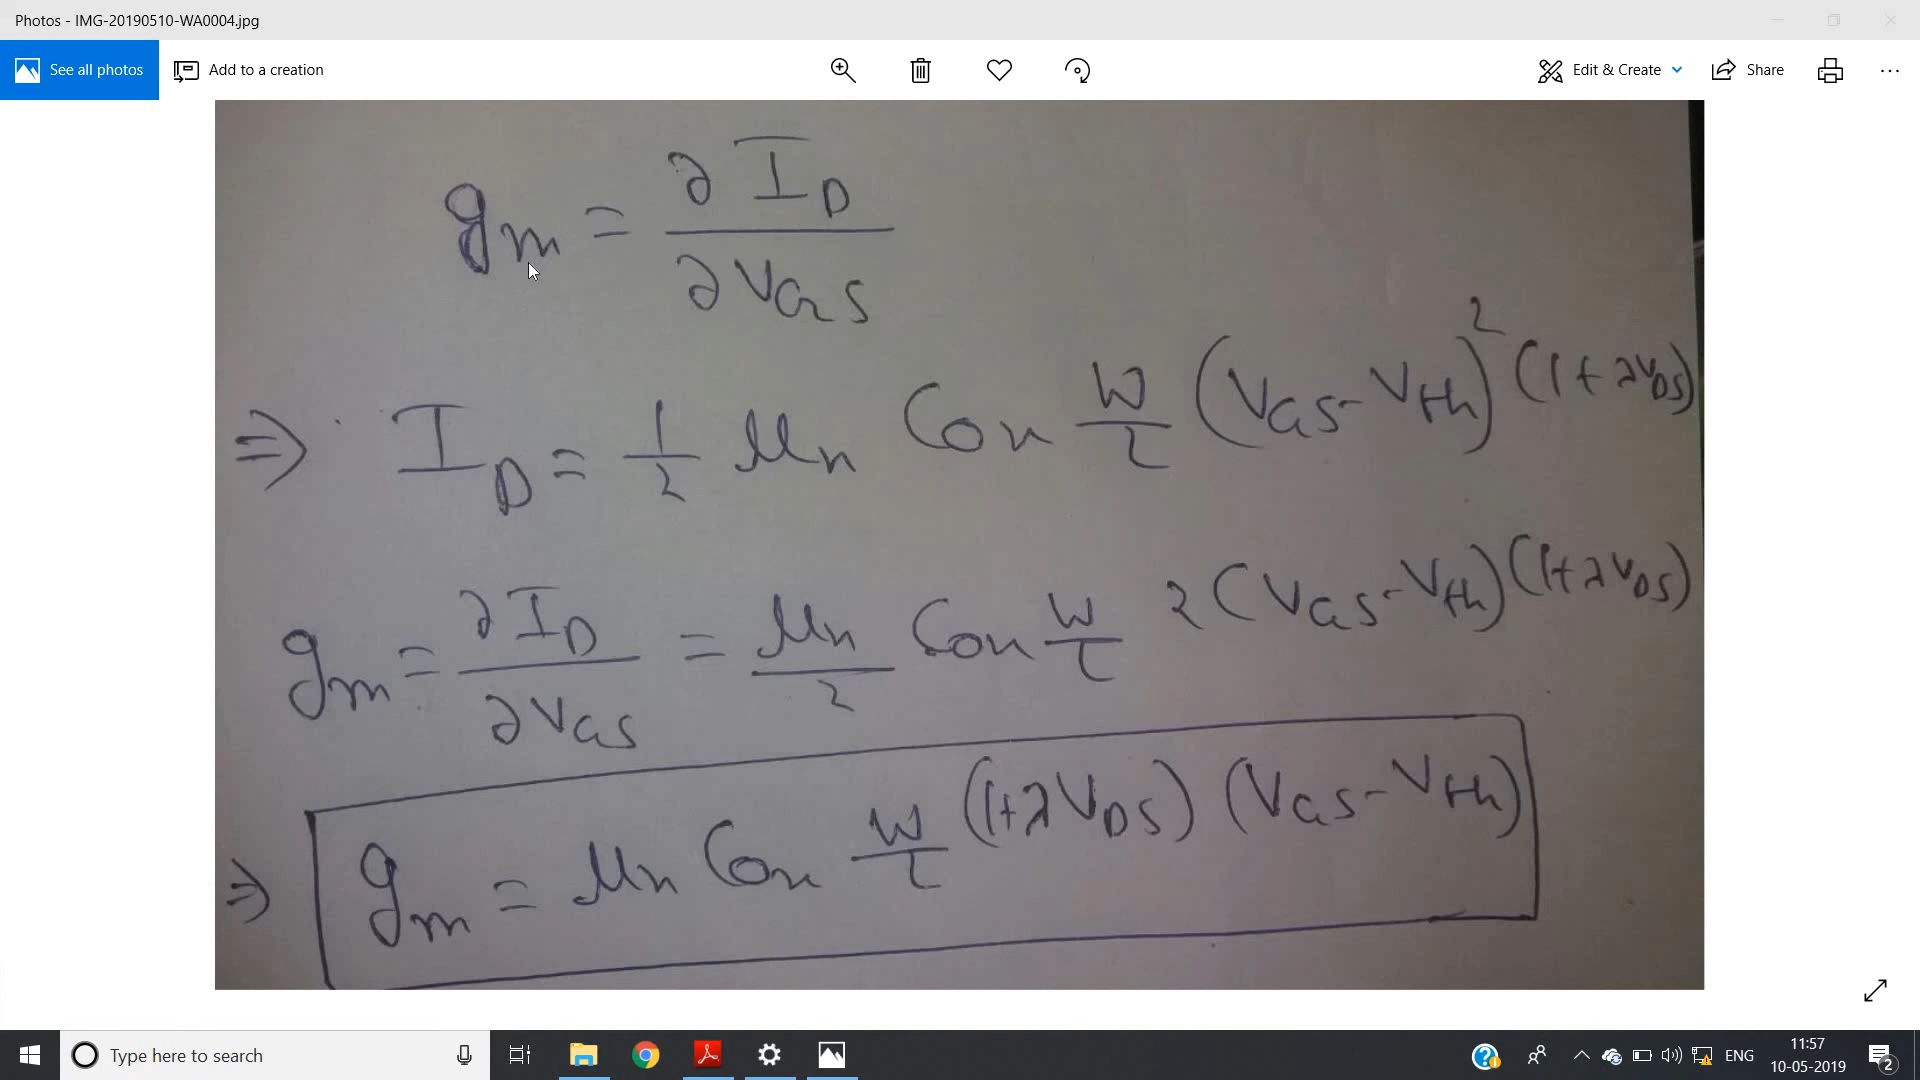 Photos - IMG-20190510-WA0004.jpg
See all photos
Add to a creation
Edit & Create
Share
gm = ∂ID / ∂VGS
⇒ ID = 1/2 μn Cox W/L (VGS - Vth)² (1 + λVDS)
gm = ∂ID / ∂VGS = μn/2 Cox W/L 2 (VGS - Vth) (1 + λVDS)
⇒ gm = μn Cox W/L (1 + λVDS) (VGS - Vth)
Type here to search
ENG
11:57
10-05-2019
2